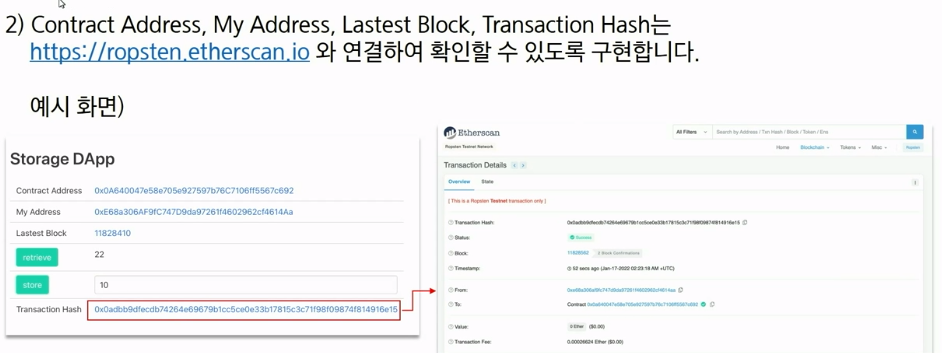 2) Contract Address, My Address, Lastest Block, Transaction Hash는
https://ropsten.etherscan.io 와 연결하여 확인할 수 있도록 구현합니다.
예시 화면)
Storage DApp
Contract Address 0x0A640047e58e705e927597b76C7106ff5567c692
My Address 0xE68a306AF9fC747D9da97261f4602962cf4614Aa
Lastest Block 11828410
retrieve 22
store 10
Transaction Hash 0x0adbb9dfecdb74264e69679b1cc5ce0e33b17815c3c71f98f09874f814916e15
Etherscan
All Filters Search by Address / Txn Hash / Block / Token / Ens
Ropsten Testnet Network
Home Blockchain Tokens Misc Ropsten
Transaction Details
Overview State
[ This is a Ropsten Testnet transaction only ]
Transaction Hash: 0x0adbb9dfecdb74264e69679b1cc5ce0e33b17815c3c71f98f09874f814916e15
Status: Success
Block: 11828562 2 Block Confirmations
Timestamp: 52 secs ago (Jan-17-2022 02:23:18 AM +UTC)
From: 0xe68a306af9fc747d9da97261f4602962cf4614aa
To: Contract 0x0a640047e58e705e927597b76c7106ff5567c692
Value: 0 Ether ($0.00)
Transaction Fee: 0.00006624 Ether ($0.00)